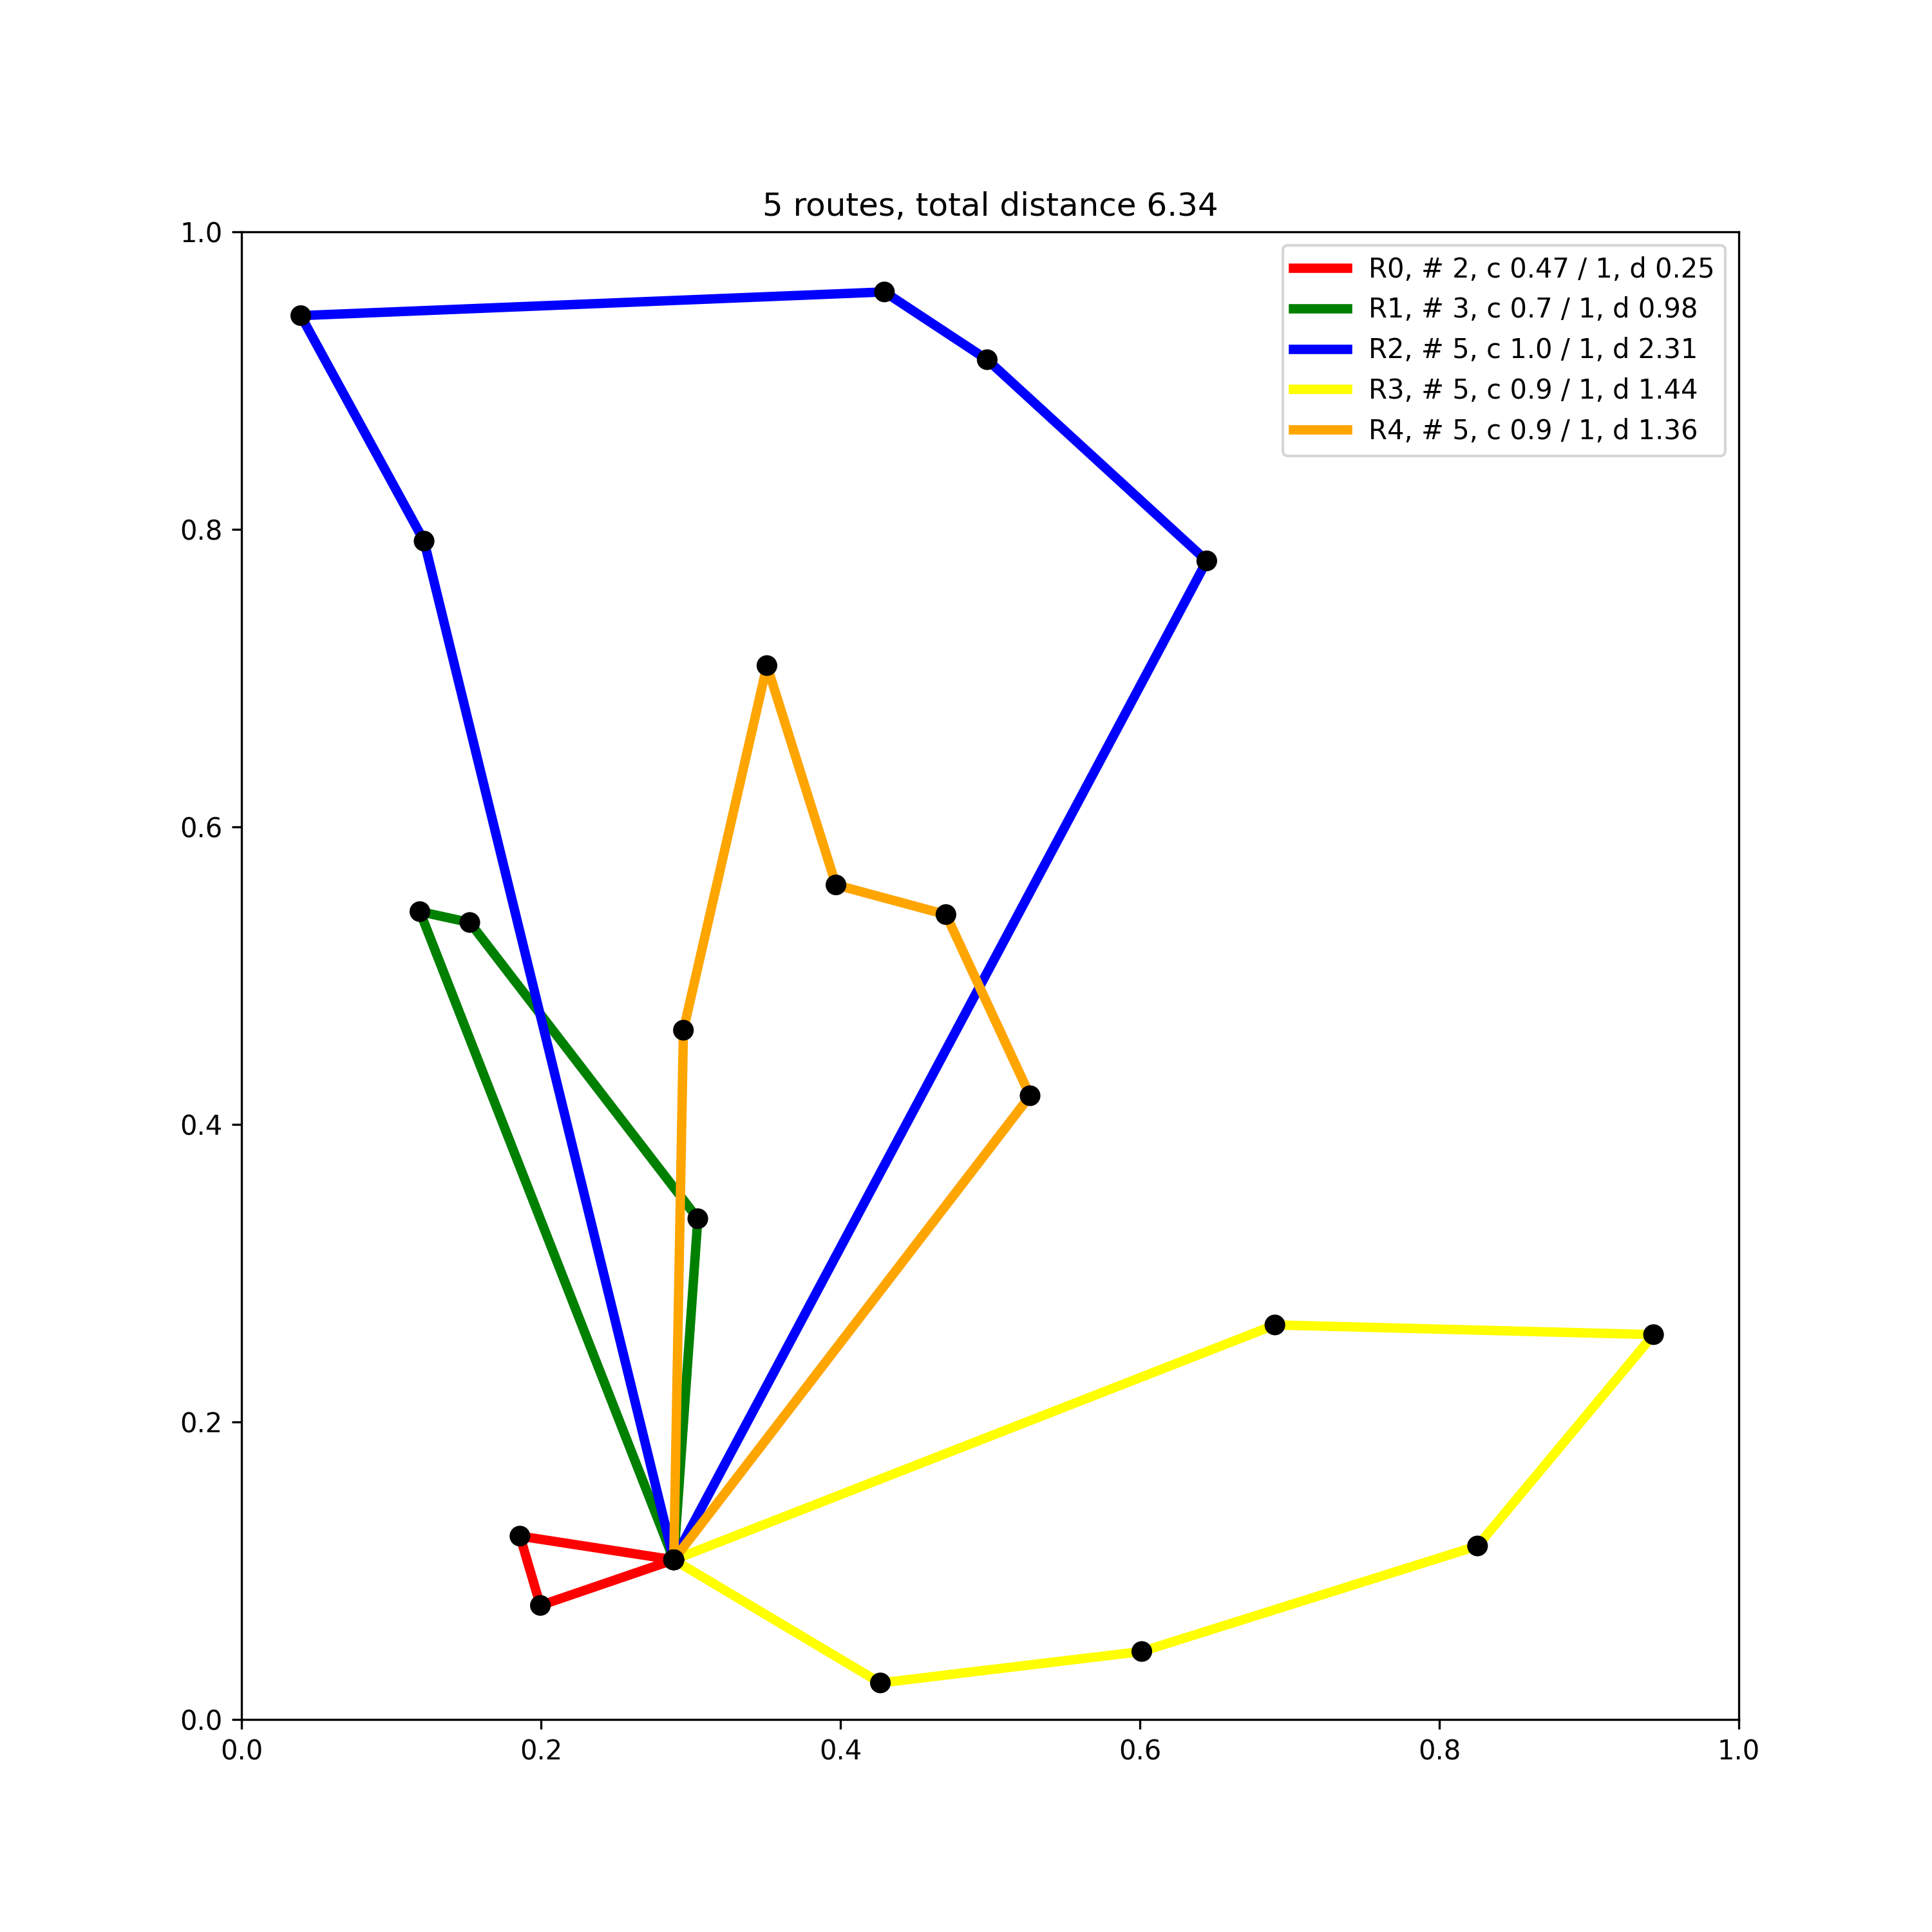 5 routes, total distance 6.34
R0, # 2, c 0.47 / 1, d 0.25
R1, # 3, c 0.7 / 1, d 0.98
R2, # 5, c 1.0 / 1, d 2.31
R3, # 5, c 0.9 / 1, d 1.44
R4, # 5, c 0.9 / 1, d 1.36
1.0
0.8
0.6
0.4
0.2
0.0
0.0 0.2 0.4 0.6 0.8 1.0